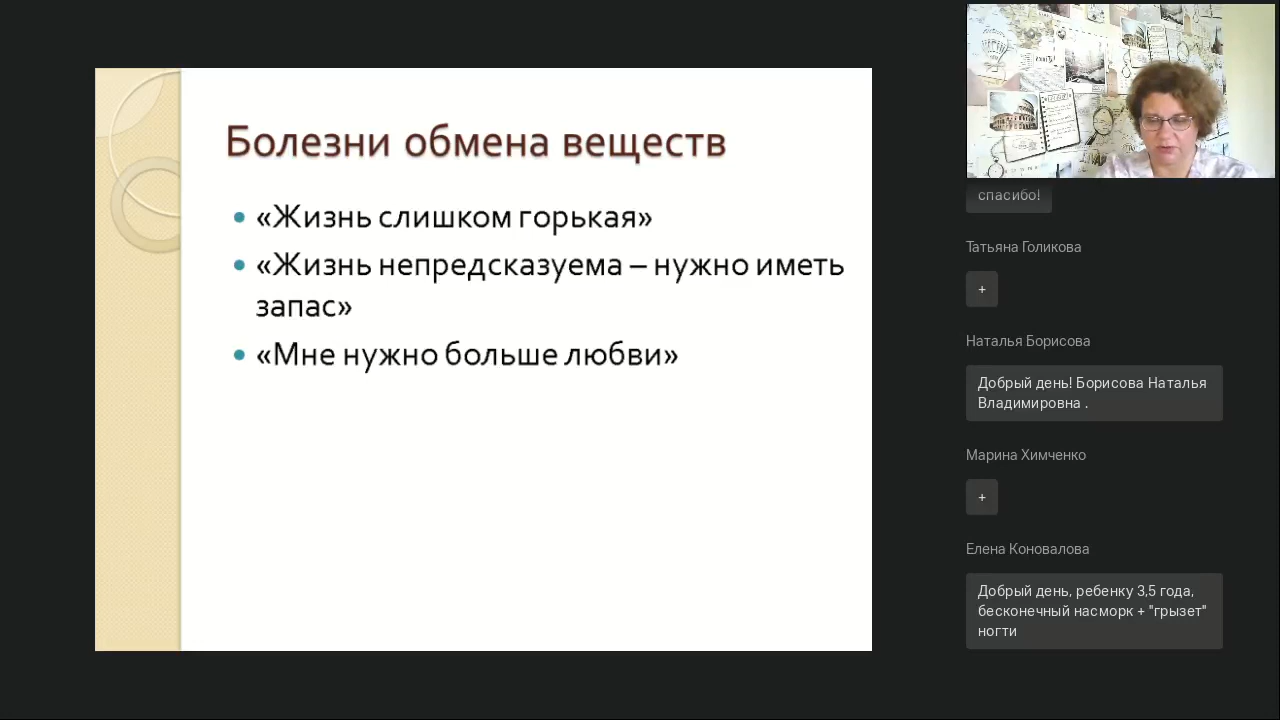 Болезни обмена веществ
• «Жизнь слишком горькая»
• «Жизнь непредсказуема – нужно иметь
запас»
• «Мне нужно больше любви»
спасибо!
Татьяна Голикова
+
Наталья Борисова
Добрый день! Борисова Наталья
Владимировна .
Марина Химченко
+
Елена Коновалова
Добрый день, ребенку 3,5 года,
бесконечный насморк + "грызет"
ногти